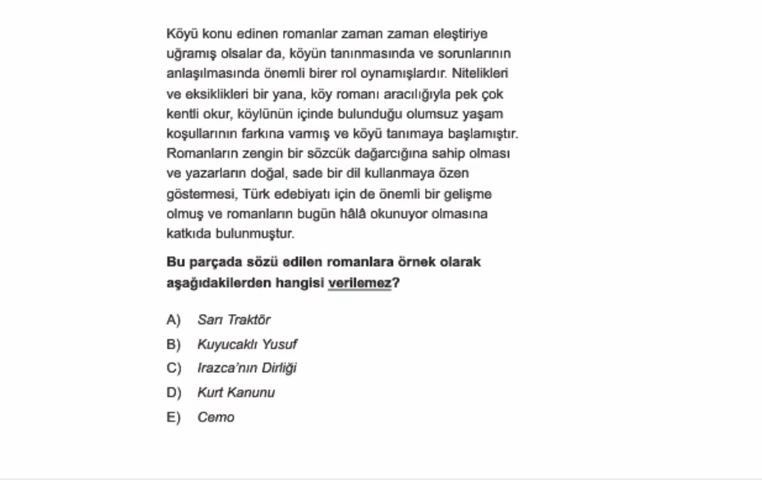 Köyü konu edinen romanlar zaman zaman eleştiriye
uğramış olsalar da, köyün tanınmasında ve sorunlarının
anlaşılmasında önemli birer rol oynamışlardır. Nitelikleri
ve eksiklikleri bir yana, köy romanı aracılığıyla pek çok
kentli okur, köylünün içinde bulunduğu olumsuz yaşam
koşullarının farkına varmış ve köyü tanımaya başlamıştır.
Romanların zengin bir sözcük dağarcığına sahip olması
ve yazarların doğal, sade bir dil kullanmaya özen
göstermesi, Türk edebiyatı için de önemli bir gelişme
olmuş ve romanların bugün hâlâ okunuyor olmasına
katkıda bulunmuştur.
Bu parçada sözü edilen romanlara örnek olarak
aşağıdakilerden hangisi verilemez?
A) Sarı Traktör
B) Kuyucaklı Yusuf
C) Irazca'nın Dirliği
D) Kurt Kanunu
E) Cemo